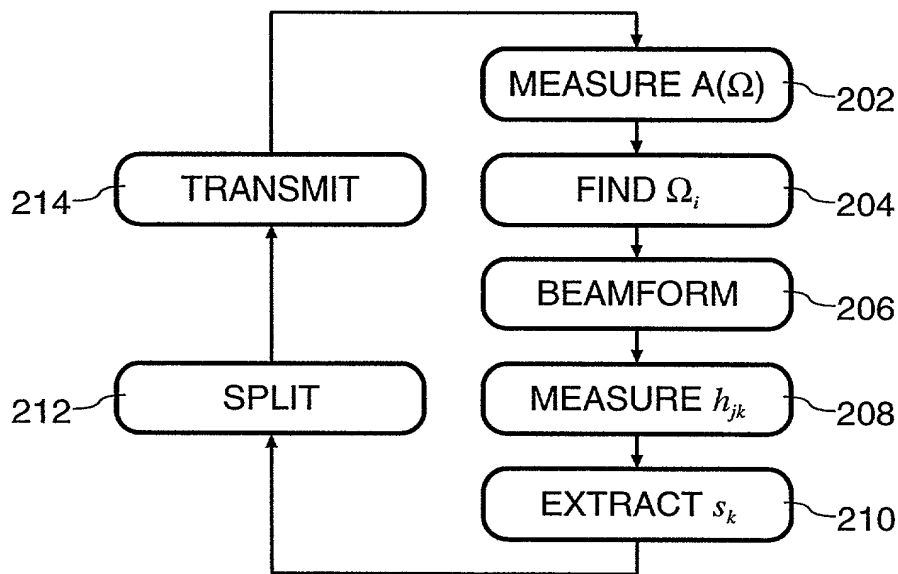 MEASURE A(Ω)
202
FIND Ωᵢ
204
BEAMFORM
206
MEASURE hⱼₖ
208
EXTRACT sₖ
210
SPLIT
212
TRANSMIT
214